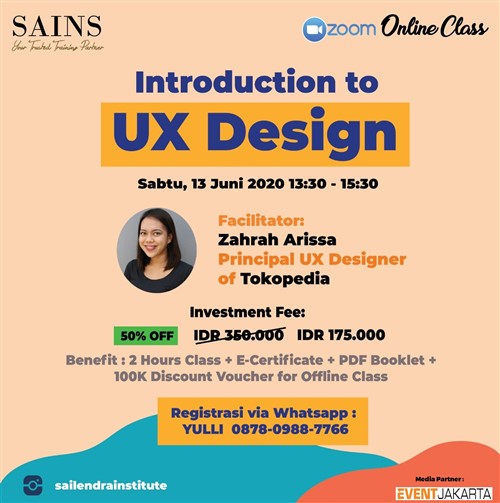 SAINS
Your Trusted Training Partner
zoom Online Class
Introduction to
UX Design
Sabtu, 13 Juni 2020 13:30 - 15:30
Facilitator:
Zahrah Arissa
Principal UX Designer
of Tokopedia
Investment Fee:
50% OFF IDR 350.000 IDR 175.000
Benefit : 2 Hours Class + E-Certificate + PDF Booklet +
100K Discount Voucher for Offline Class
Registrasi via Whatsapp :
YULLI 0878-0988-7766
sailendrainstitute
Media Partner :
EVENTJAKARTA